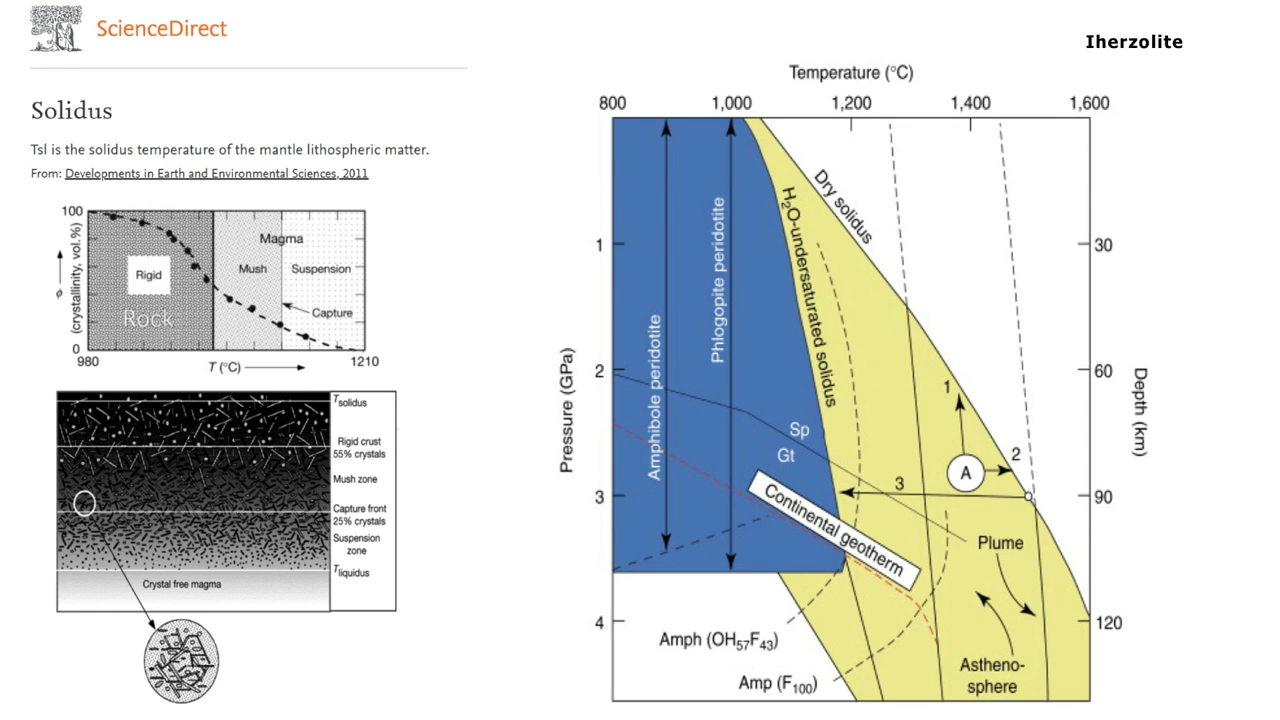 ScienceDirect
Solidus
Tsl is the solidus temperature of the mantle lithospheric matter.
From: Developments in Earth and Environmental Sciences, 2011
100
ϕ (crystallinity, vol.%)
0
980
T (°C)
1210
Rigid
Rock
Magma
Mush
Suspension
Capture
Tsolidus
Rigid crust
55% crystals
Mush zone
Capture front
25% crystals
Suspension
zone
Tliquidus
Crystal free magma
Iherzolite
Temperature (°C)
800
1,000
1,200
1,400
1,600
Pressure (GPa)
1
2
3
4
Depth (km)
30
60
90
120
Amphibole peridotite
Phlogopite peridotite
H2O-undersaturated solidus
Dry solidus
Sp
Gt
1
2
3
A
Continental geotherm
Plume
Astheno-
sphere
Amph (OH57F43)
Amp (F100)